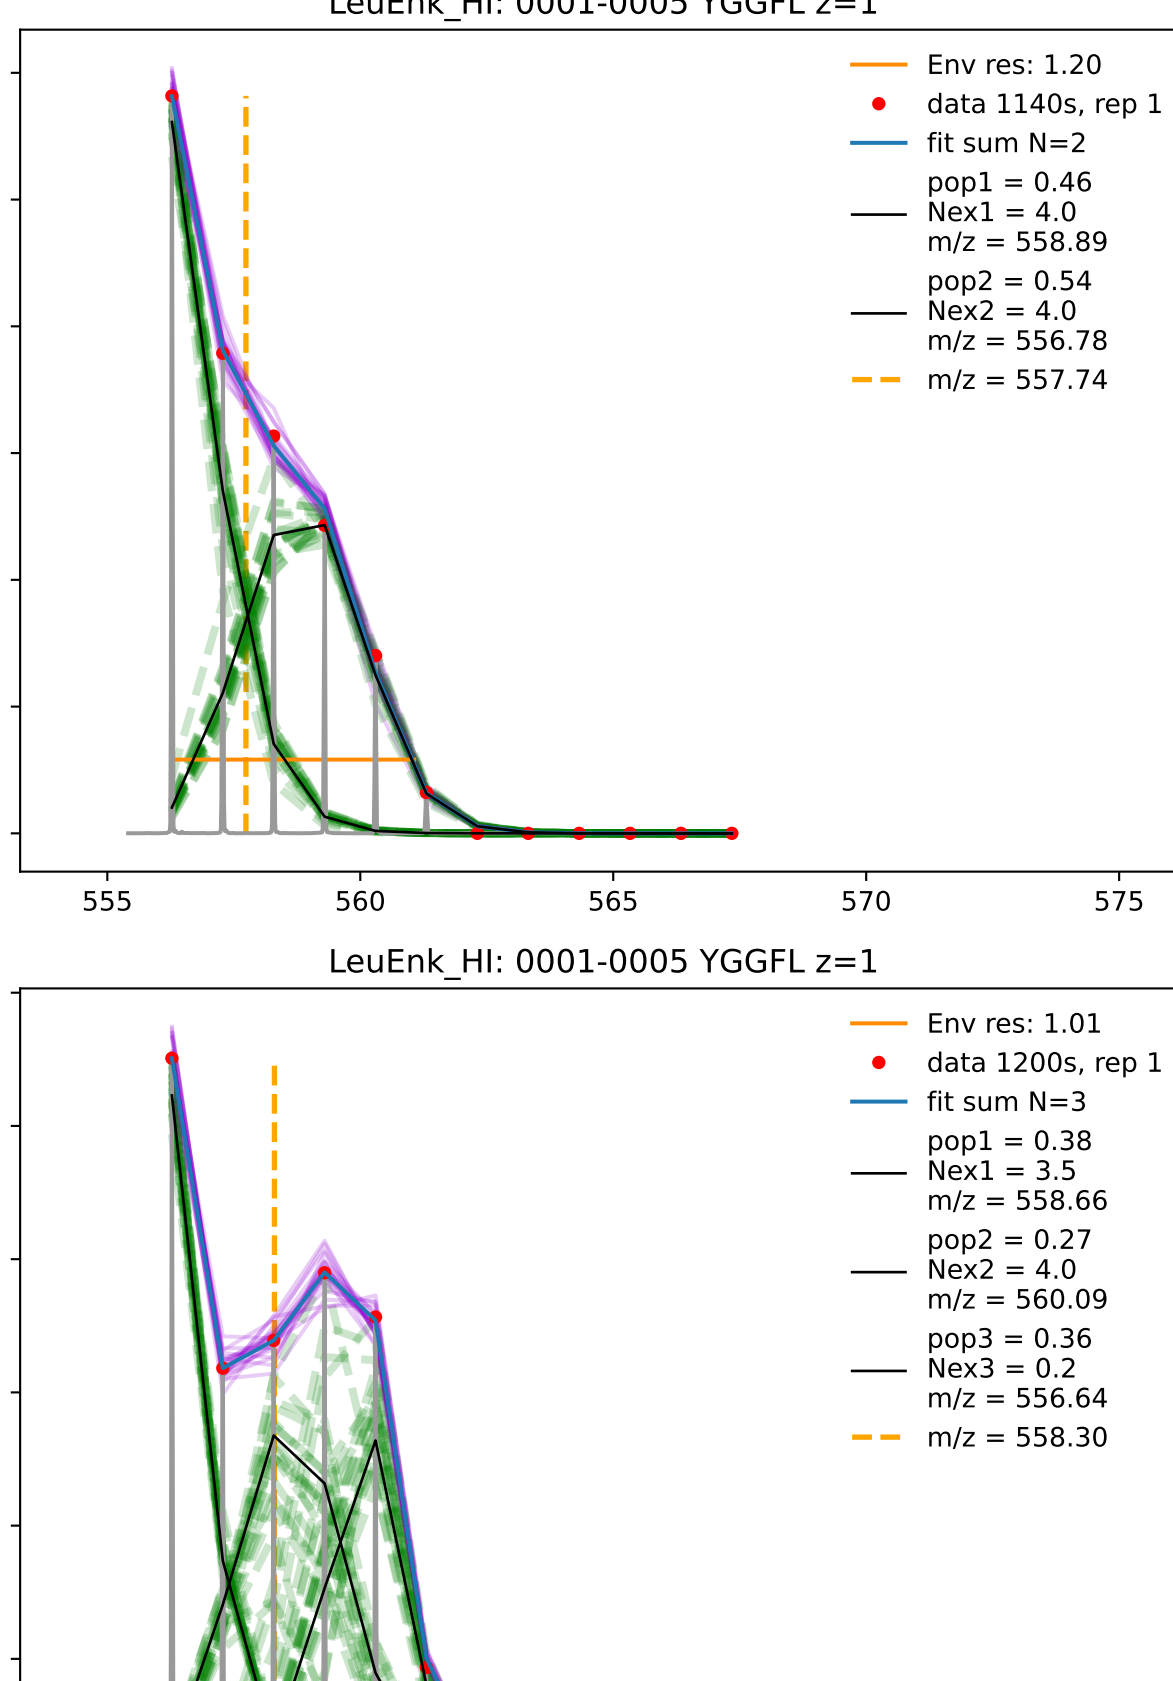 LeuEnk_HI: 0001-0005 YGGFL z=1
Env res: 1.20
data 1140s, rep 1
fit sum N=2
pop1 = 0.46
Nex1 = 4.0
m/z = 558.89
pop2 = 0.54
Nex2 = 4.0
m/z = 556.78
m/z = 557.74
555 560 565 570 575
LeuEnk_HI: 0001-0005 YGGFL z=1
Env res: 1.01
data 1200s, rep 1
fit sum N=3
pop1 = 0.38
Nex1 = 3.5
m/z = 558.66
pop2 = 0.27
Nex2 = 4.0
m/z = 560.09
pop3 = 0.36
Nex3 = 0.2
m/z = 556.64
m/z = 558.30